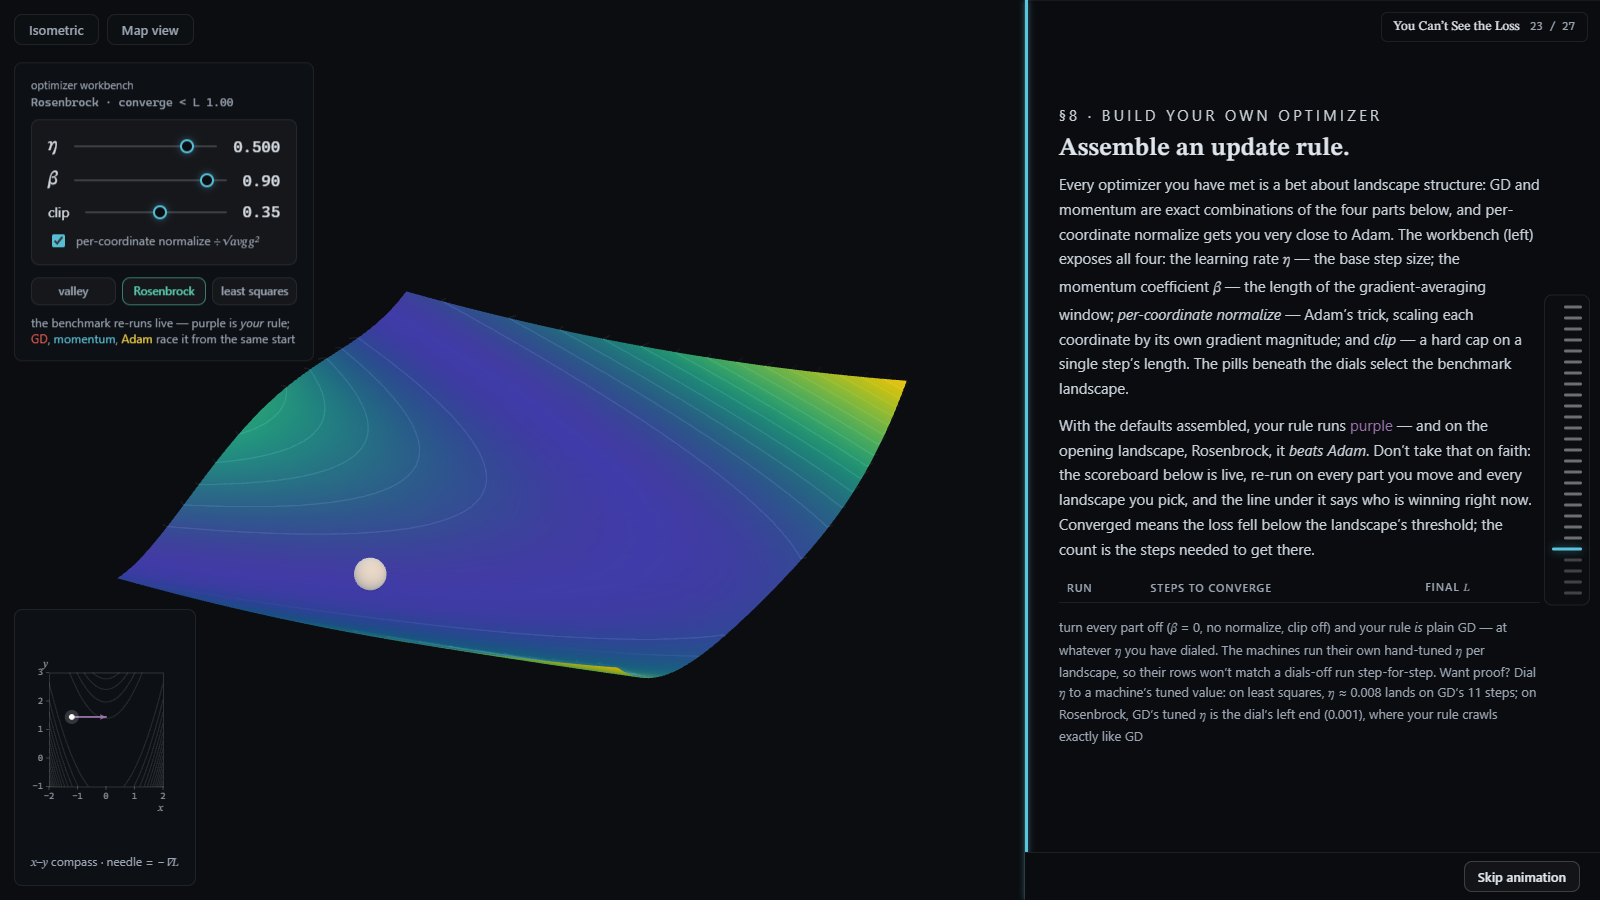 Isometric
Map view
optimizer workbench
Rosenbrock · converge < L 1.00
η 0.500
β 0.90
clip 0.35
per-coordinate normalize ÷√avg g²
valley
Rosenbrock
least squares
the benchmark re-runs live — purple is your rule;
GD, momentum, Adam race it from the same start
y
3
2
1
0
−1
−2 −1 0 1 2
x
x–y compass · needle = −∇L
You Can't See the Loss 23 / 27
§8 · BUILD YOUR OWN OPTIMIZER
Assemble an update rule.
Every optimizer you have met is a bet about landscape structure: GD and
momentum are exact combinations of the four parts below, and per-
coordinate normalize gets you very close to Adam. The workbench (left)
exposes all four: the learning rate η — the base step size; the
momentum coefficient β — the length of the gradient-averaging
window; per-coordinate normalize — Adam's trick, scaling each
coordinate by its own gradient magnitude; and clip — a hard cap on a
single step's length. The pills beneath the dials select the benchmark
landscape.
With the defaults assembled, your rule runs purple — and on the
opening landscape, Rosenbrock, it beats Adam. Don't take that on faith:
the scoreboard below is live, re-run on every part you move and every
landscape you pick, and the line under it says who is winning right now.
Converged means the loss fell below the landscape's threshold; the
count is the steps needed to get there.
RUN STEPS TO CONVERGE FINAL L
turn every part off (β = 0, no normalize, clip off) and your rule is plain GD — at
whatever η you have dialed. The machines run their own hand-tuned η per
landscape, so their rows won't match a dials-off run step-for-step. Want proof? Dial
η to a machine's tuned value: on least squares, η ≈ 0.008 lands on GD's 11 steps; on
Rosenbrock, GD's tuned η is the dial's left end (0.001), where your rule crawls
exactly like GD
Skip animation